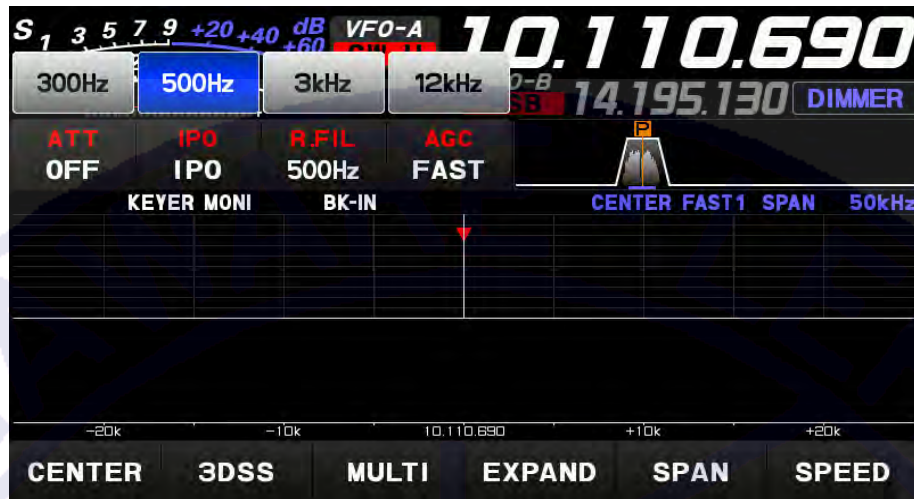 S 1 3 5 7 9 +20 +40 +60 dB VFO-A 10.110.690
300Hz 500Hz 3kHz 12kHz
14.195.130 DIMMER
ATT IPO R.FIL AGC P
OFF IPO 500Hz FAST
KEYER MONI BK-IN CENTER FAST1 SPAN 50kHz
-20k -10k 10.110.690 +10k +20k
CENTER 3DSS MULTI EXPAND SPAN SPEED